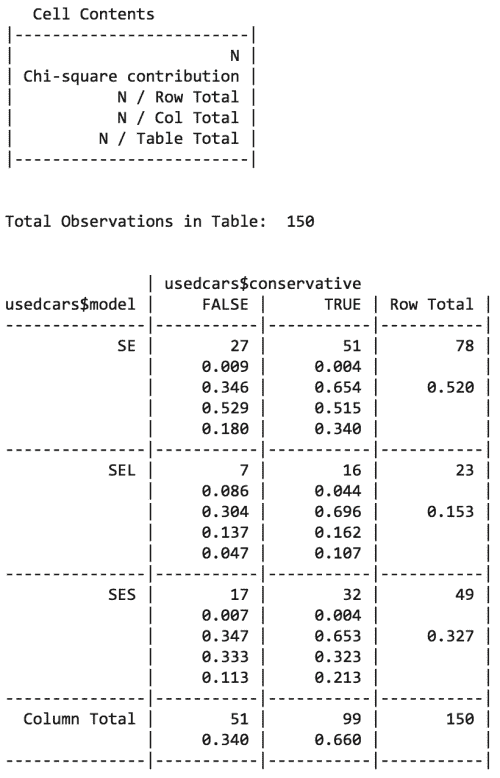 Cell Contents
|-------------------------|
|                       N |
| Chi-square contribution |
|           N / Row Total |
|           N / Col Total |
|         N / Table Total |
|-------------------------|
Total Observations in Table:  150
               | usedcars$conservative
usedcars$model |     FALSE |      TRUE | Row Total |
---------------|-----------|-----------|-----------|
            SE |        27 |        51 |        78 |
               |     0.009 |     0.004 |           |
               |     0.346 |     0.654 |     0.520 |
               |     0.529 |     0.515 |           |
               |     0.180 |     0.340 |           |
---------------|-----------|-----------|-----------|
           SEL |         7 |        16 |        23 |
               |     0.086 |     0.044 |           |
               |     0.304 |     0.696 |     0.153 |
               |     0.137 |     0.162 |           |
               |     0.047 |     0.107 |           |
---------------|-----------|-----------|-----------|
           SES |        17 |        32 |        49 |
               |     0.007 |     0.004 |           |
               |     0.347 |     0.653 |     0.327 |
               |     0.333 |     0.323 |           |
               |     0.113 |     0.213 |           |
---------------|-----------|-----------|-----------|
  Column Total |        51 |        99 |       150 |
               |     0.340 |     0.660 |           |
---------------|-----------|-----------|-----------|